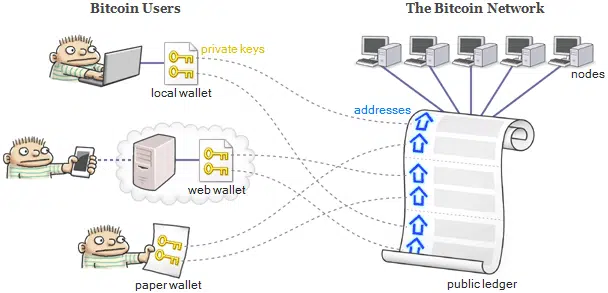 Bitcoin Users
The Bitcoin Network
private keys
local wallet
nodes
addresses
web wallet
paper wallet
public ledger